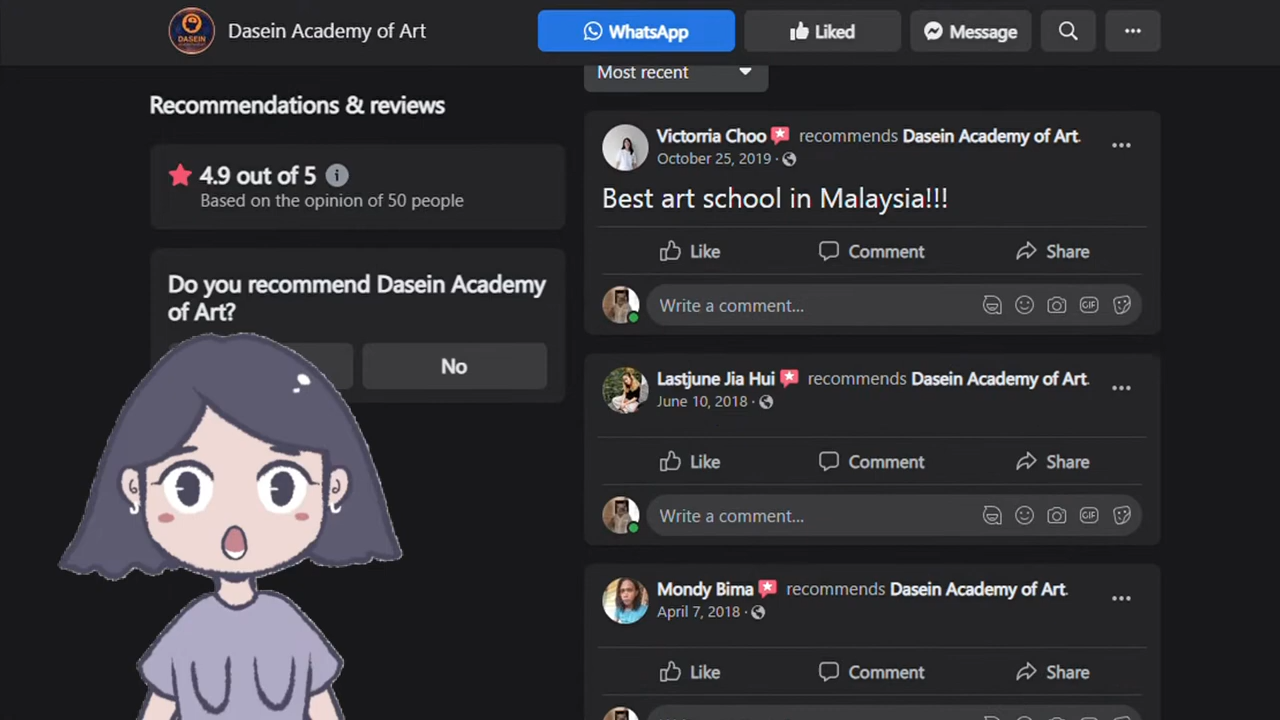 DASEIN
Dasein Academy of Art
WhatsApp
Liked
Message
Most recent
Recommendations & reviews
4.9 out of 5
Based on the opinion of 50 people
Do you recommend Dasein Academy
of Art?
No
Victorria Choo recommends Dasein Academy of Art.
October 25, 2019 ·
Best art school in Malaysia!!!
Like
Comment
Share
Write a comment...
GIF
Lastjune Jia Hui recommends Dasein Academy of Art.
June 10, 2018 ·
Like
Comment
Share
Write a comment...
GIF
Mondy Bima recommends Dasein Academy of Art.
April 7, 2018 ·
Like
Comment
Share